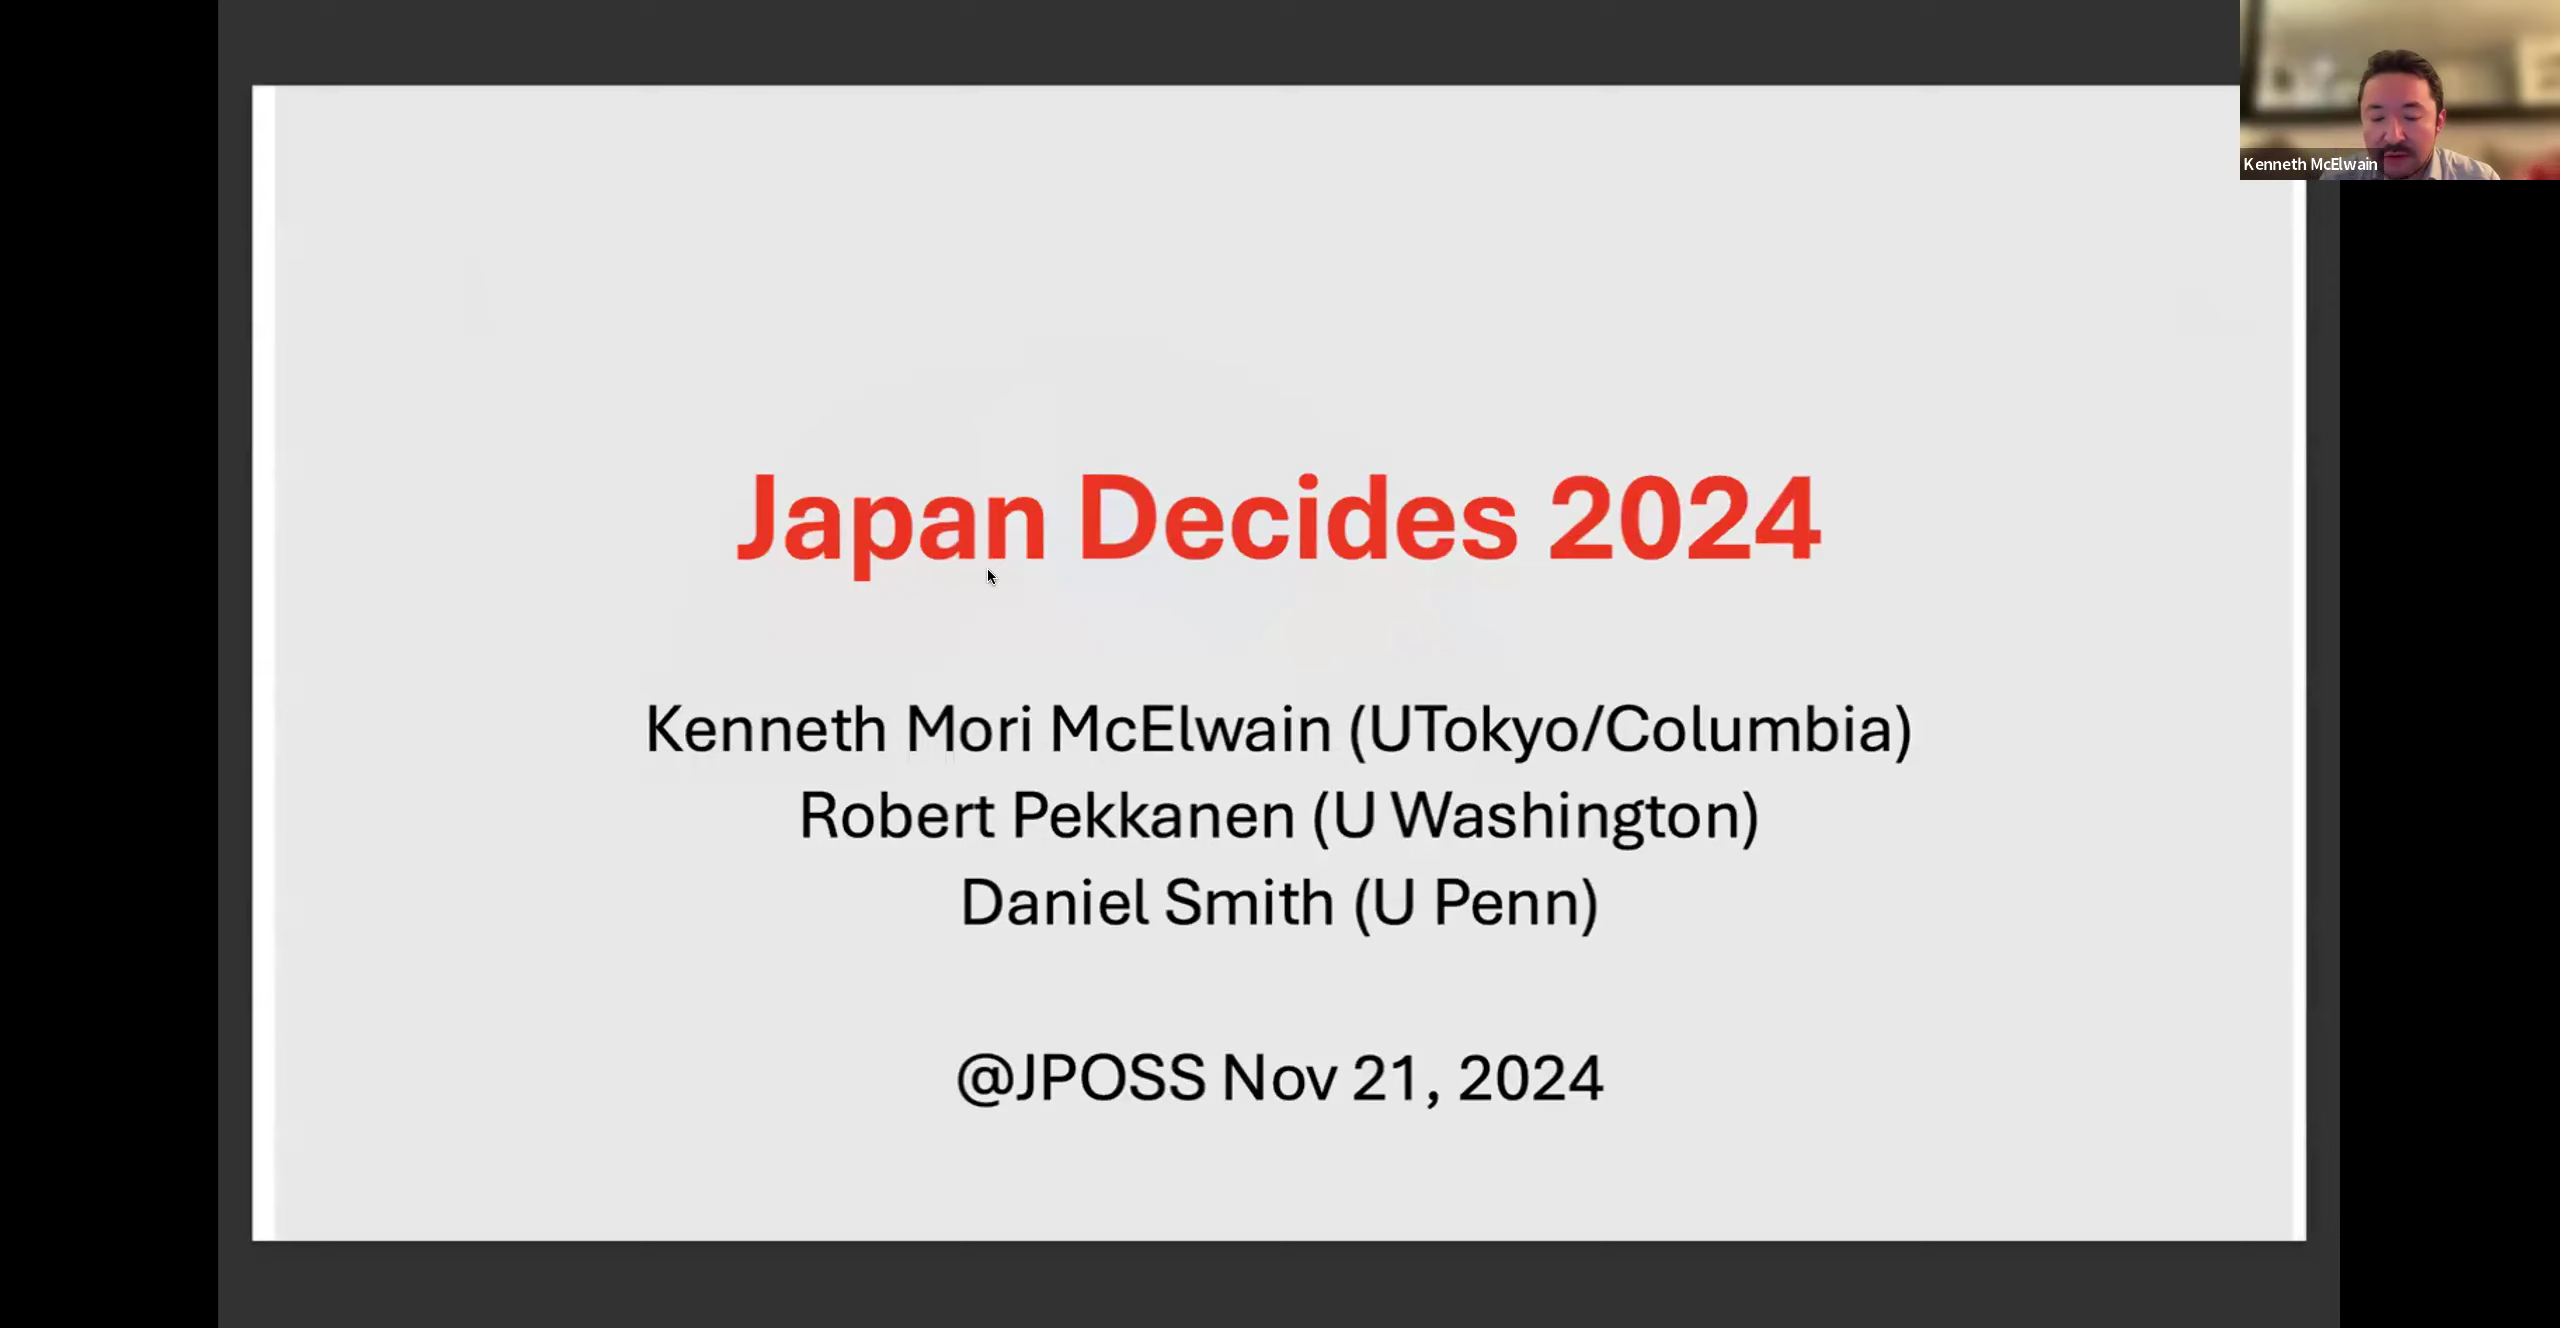 Kenneth McElwain
Japan Decides 2024
Kenneth Mori McElwain (UTokyo/Columbia)
Robert Pekkanen (U Washington)
Daniel Smith (U Penn)
@JPOSS Nov 21, 2024